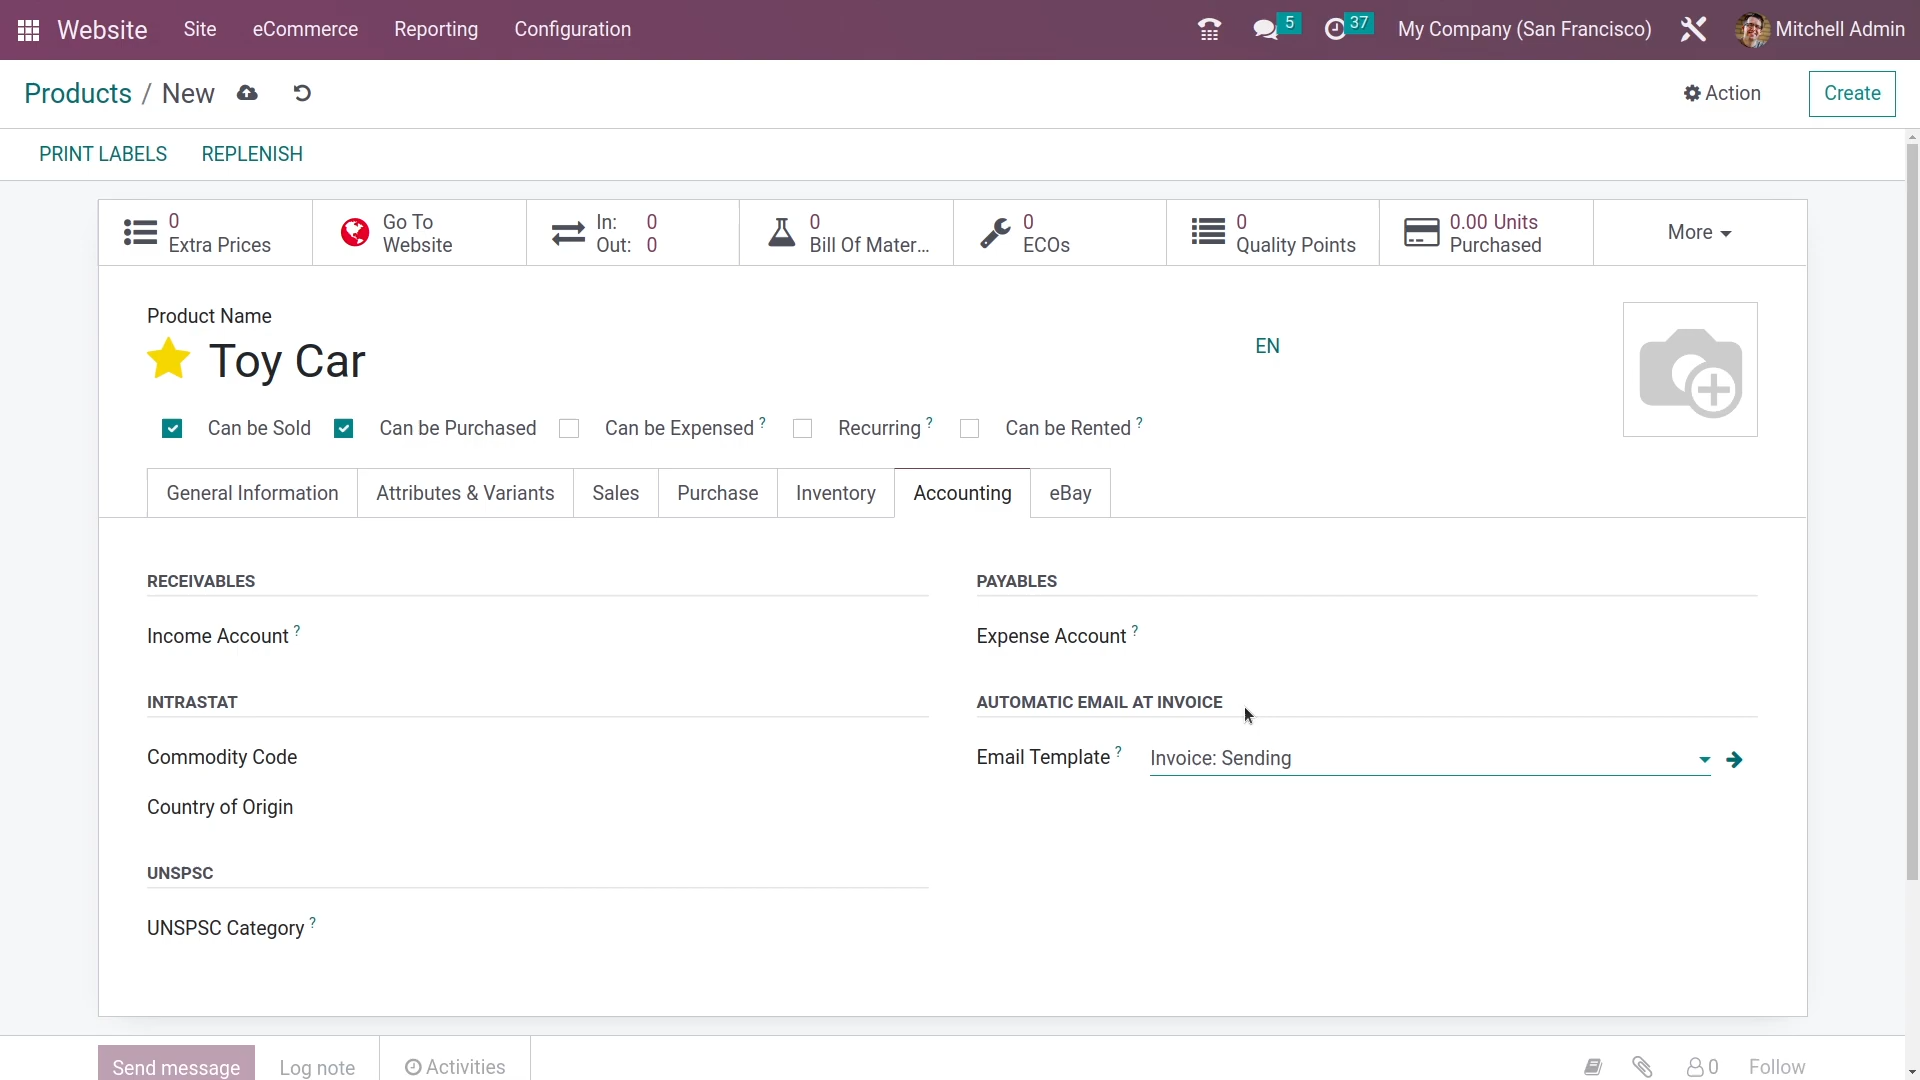 Website Site eCommerce Reporting Configuration 5 37 My Company (San Francisco) Mitchell Admin
Products / New Action Create
PRINT LABELS REPLENISH
0
Extra Prices
Go To
Website
In: 0
Out: 0
0
Bill Of Mater...
0
ECOs
0
Quality Points
0.00 Units
Purchased
More
Product Name
Toy Car
EN
Can be Sold Can be Purchased Can be Expensed ? Recurring ? Can be Rented ?
General Information Attributes & Variants Sales Purchase Inventory Accounting eBay
RECEIVABLES
Income Account ?
PAYABLES
Expense Account ?
INTRASTAT
Commodity Code
Country of Origin
AUTOMATIC EMAIL AT INVOICE
Email Template ? Invoice: Sending
UNSPSC
UNSPSC Category ?
Send message Log note Activities 0 Follow